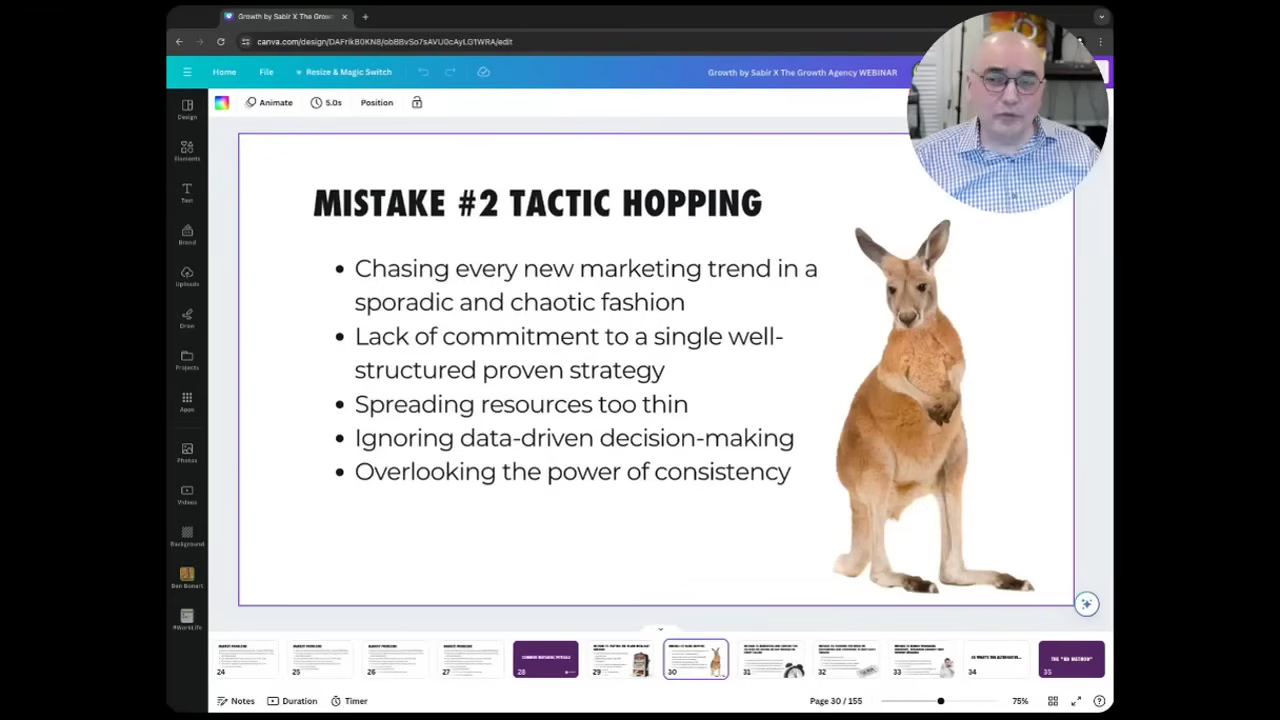 Growth by Sabir X The Grow
canva.com/design/DAFrikB0KN8/obBBvSo7sAVU0cAyLG1WRA/edit
Home File Resize & Magic Switch Growth by Sabir X The Growth Agency WEBINAR
Animate 5.0s Position
Design
Elements
Text
Brand
Uploads
Draw
Projects
Apps
Photos
Videos
Background
MISTAKE #2 TACTIC HOPPING
• Chasing every new marketing trend in a
sporadic and chaotic fashion
• Lack of commitment to a single well-
structured proven strategy
• Spreading resources too thin
• Ignoring data-driven decision-making
• Overlooking the power of consistency
24 25 26 27 28 29 30 31 32 33 34 35
Notes Duration Timer Page 30 / 155 75%